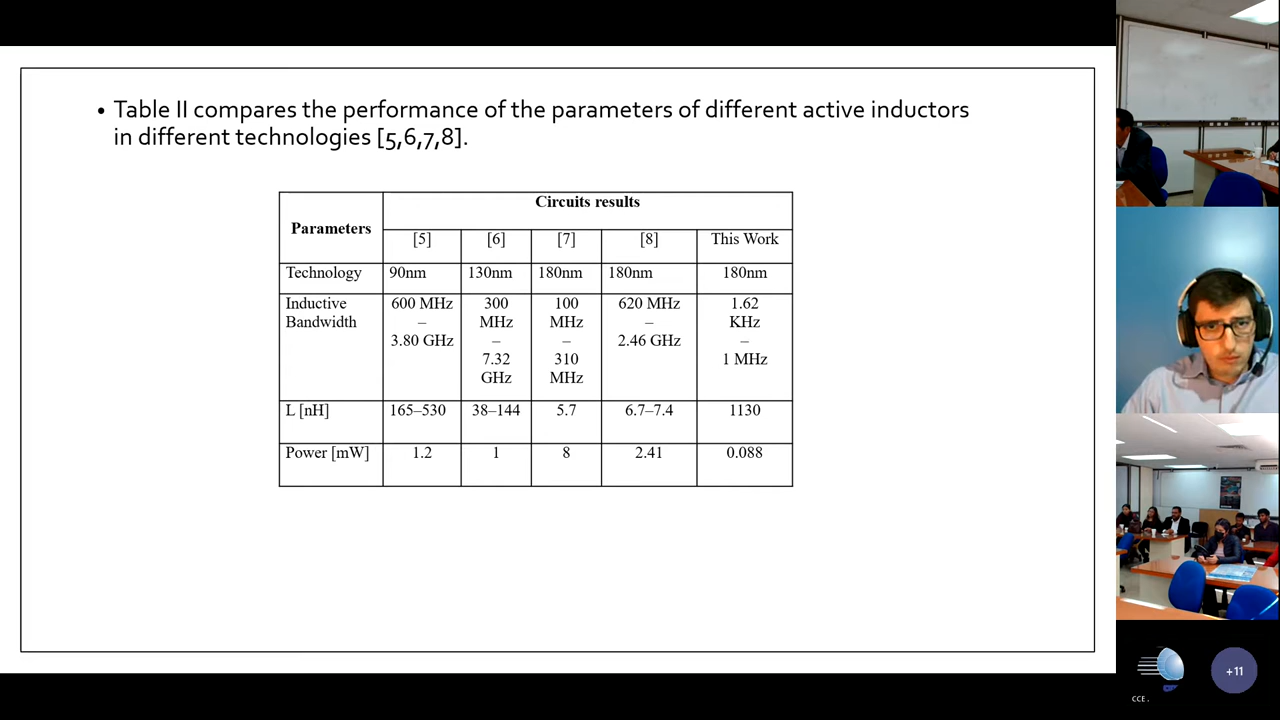 • Table II compares the performance of the parameters of different active inductors
in different technologies [5,6,7,8].
Parameters
Circuits results
[5] [6] [7] [8] This Work
Technology 90nm 130nm 180nm 180nm 180nm
Inductive 600 MHz 300 100 620 MHz 1.62
Bandwidth – MHz MHz – KHz
3.80 GHz – – 2.46 GHz –
7.32 310 1 MHz
GHz MHz
L [nH] 165–530 38–144 5.7 6.7–7.4 1130
Power [mW] 1.2 1 8 2.41 0.088
CCE .
+11